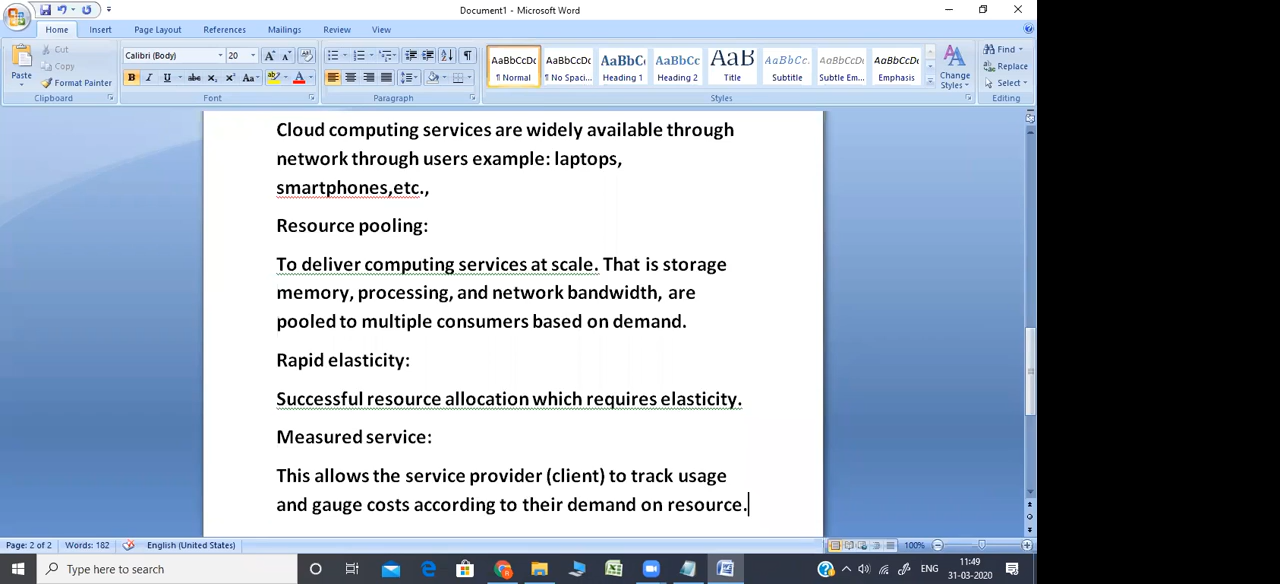 Document1 - Microsoft Word
Home Insert Page Layout References Mailings Review View
Cut
Copy
Paste
Format Painter
Clipboard
Calibri (Body) 20
Font
Paragraph
AaBbCcDc AaBbCcDc AaBbCc AaBbCc AaB AaBbCc. AaBbCcDc AaBbCcDc
¶ Normal ¶ No Spaci... Heading 1 Heading 2 Title Subtitle Subtle Em... Emphasis
Change
Styles
Styles
Find
Replace
Select
Editing
Cloud computing services are widely available through
network through users example: laptops,
smartphones,etc.,
Resource pooling:
To deliver computing services at scale. That is storage
memory, processing, and network bandwidth, are
pooled to multiple consumers based on demand.
Rapid elasticity:
Successful resource allocation which requires elasticity.
Measured service:
This allows the service provider (client) to track usage
and gauge costs according to their demand on resource.
Page: 2 of 2 Words: 182 English (United States) 100%
Type here to search
ENG
11:49
31-03-2020